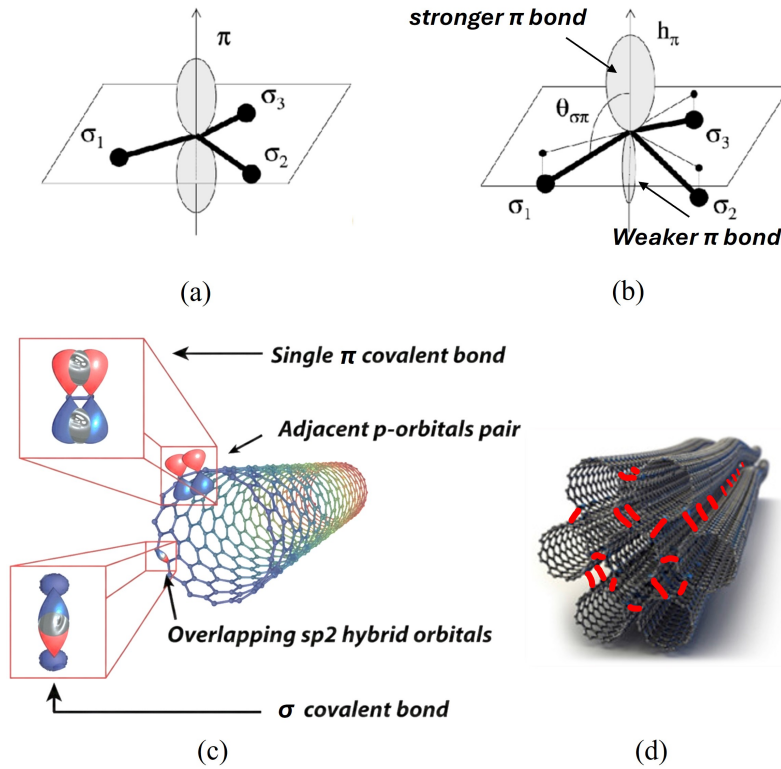 π
σ₃
σ₁
σ₂
(a)
stronger π bond
hπ
θσπ
σ₃
σ₁
σ₂
Weaker π bond
(b)
Single π covalent bond
Adjacent p-orbitals pair
Overlapping sp2 hybrid orbitals
σ covalent bond
(c)
(d)